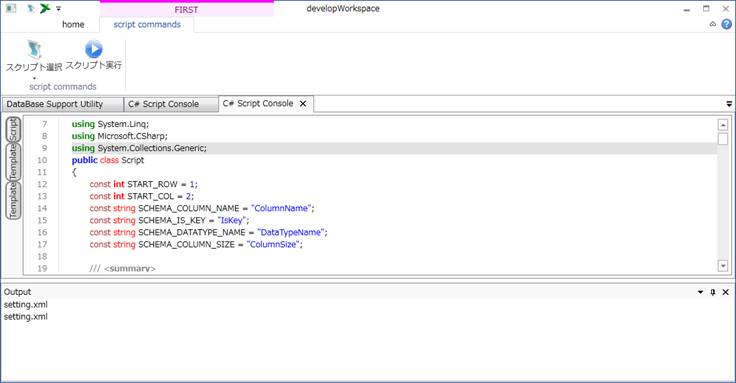 FIRST
developWorkspace
home
script commands
スクリプト選択
スクリプト実行
script commands
DataBase Support Utility
C# Script Console
C# Script Console
Script
Template
Template
7 using System.Linq;
8 using Microsoft.CSharp;
9 using System.Collections.Generic;
10 public class Script
11 {
12 const int START_ROW = 1;
13 const int START_COL = 2;
14 const string SCHEMA_COLUMN_NAME = "ColumnName";
15 const string SCHEMA_IS_KEY = "IsKey";
16 const string SCHEMA_DATATYPE_NAME = "DataTypeName";
17 const string SCHEMA_COLUMN_SIZE = "ColumnSize";
18
19 /// <summary>
Output
setting.xml
setting.xml